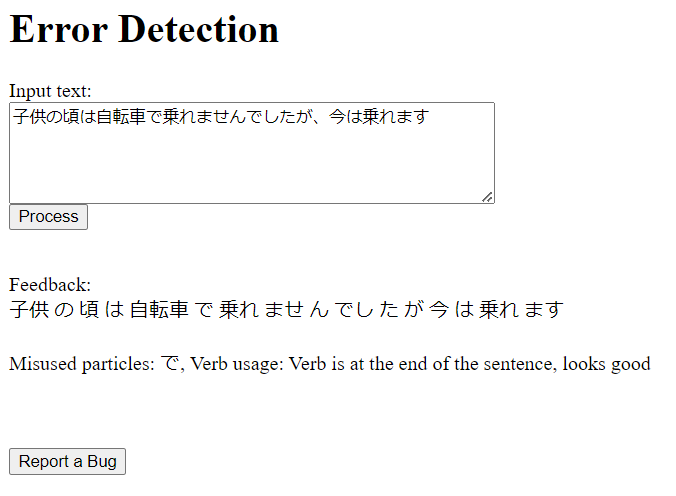 Error Detection
Input text:
子供の頃は自転車で乗れませんでしたが、今は乗れます
Process
Feedback:
子供 の 頃 は 自転車 で 乗れ ませ ん でし た が 今 は 乗れ ます
Misused particles: で, Verb usage: Verb is at the end of the sentence, looks good
Report a Bug